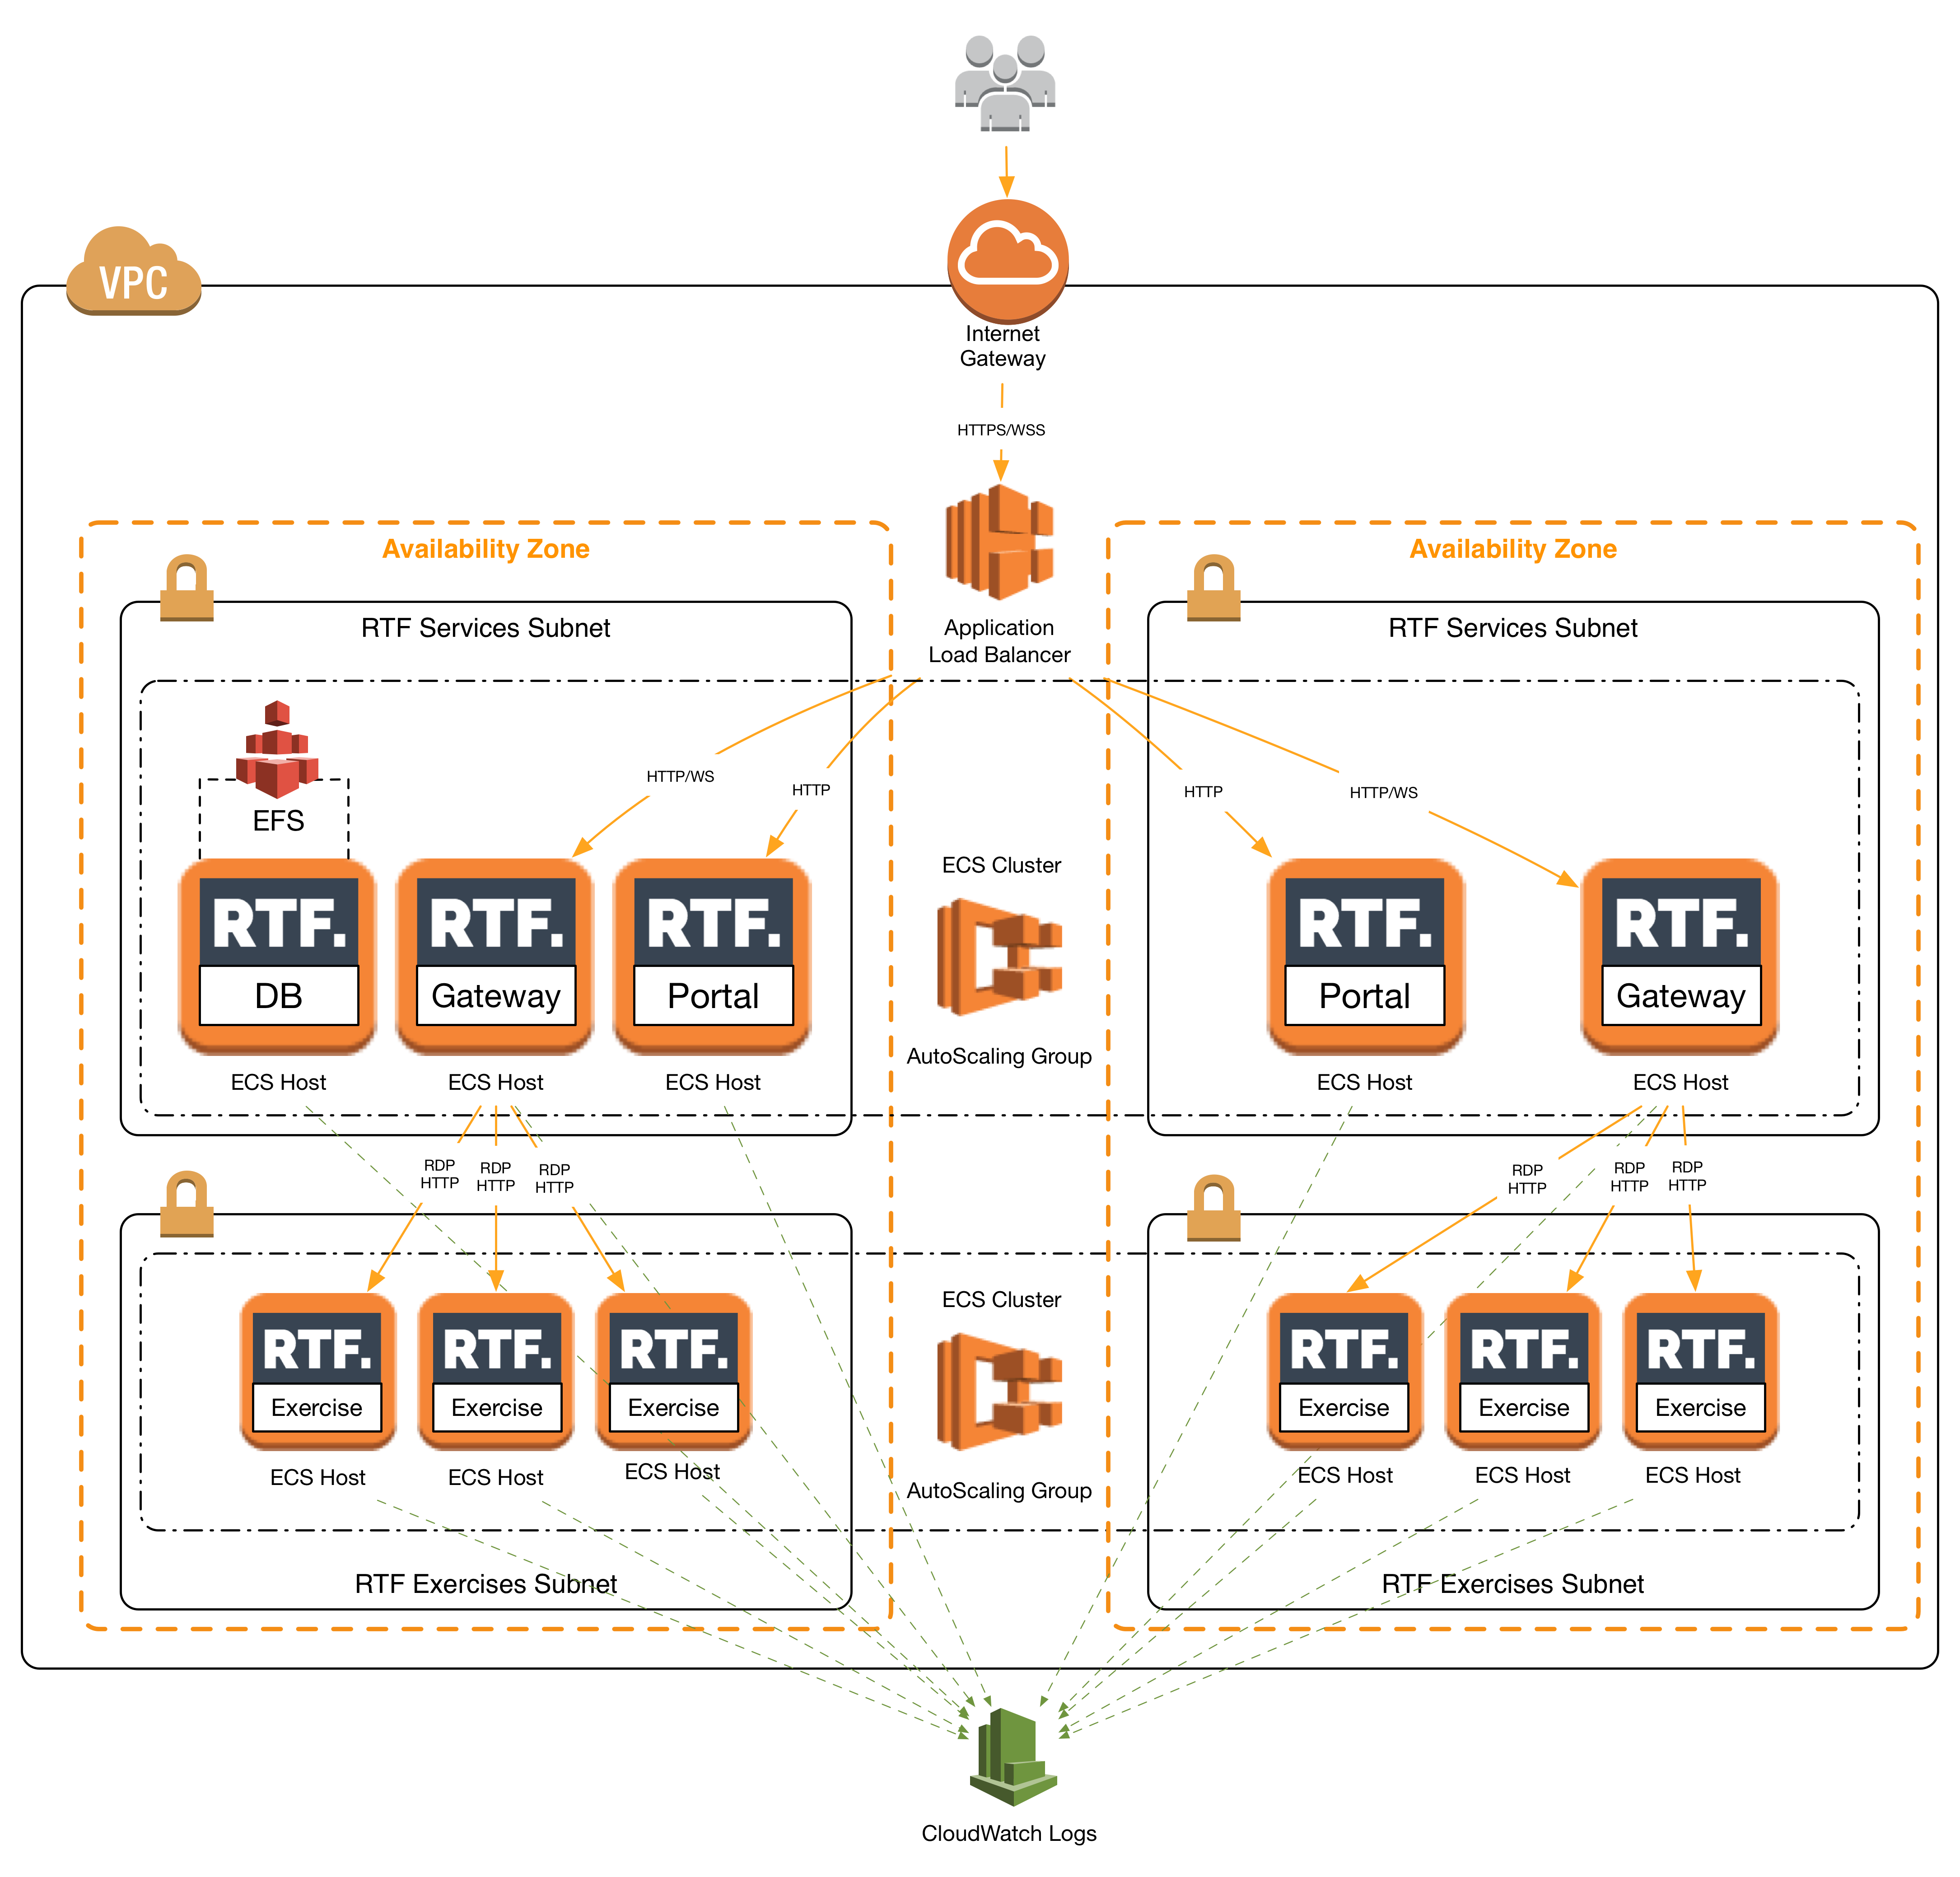 VPC
Internet
Gateway
HTTPS/WSS
Availability Zone
Availability Zone
RTF Services Subnet
Application
Load Balancer
RTF Services Subnet
HTTP/WS
HTTP
HTTP
HTTP/WS
EFS
ECS Cluster
RTF.
DB
RTF.
Gateway
RTF.
Portal
RTF.
Portal
RTF.
Gateway
AutoScaling Group
ECS Host
ECS Host
ECS Host
ECS Host
ECS Host
RDP
HTTP
RDP
HTTP
RDP
HTTP
RDP
HTTP
RDP
HTTP
RDP
HTTP
ECS Cluster
RTF.
Exercise
RTF.
Exercise
RTF.
Exercise
RTF.
Exercise
RTF.
Exercise
RTF.
Exercise
ECS Host
ECS Host
ECS Host
AutoScaling Group
ECS Host
ECS Host
ECS Host
RTF Exercises Subnet
RTF Exercises Subnet
CloudWatch Logs